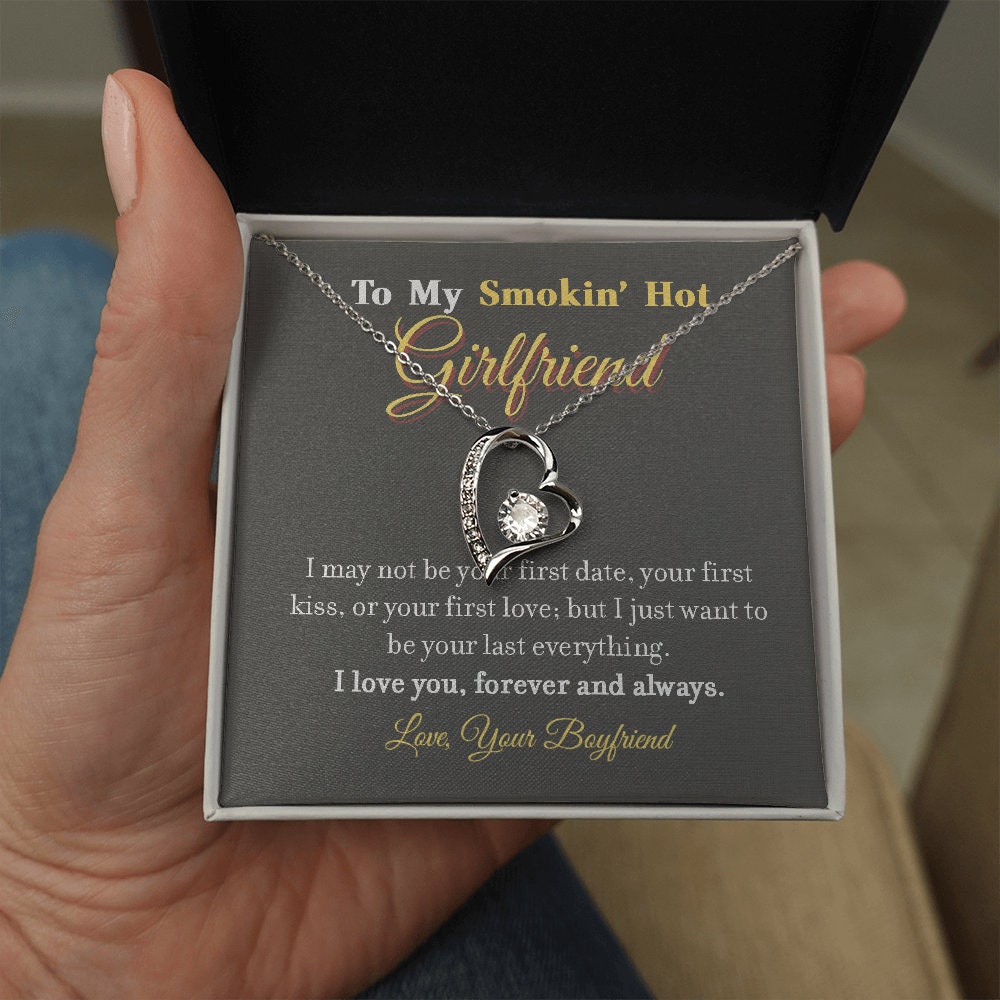 To My Smokin' Hot
Girlfriend
I may not be your first date, your first
kiss, or your first love; but I just want to
be your last everything.
I love you, forever and always.
Love, Your Boyfriend